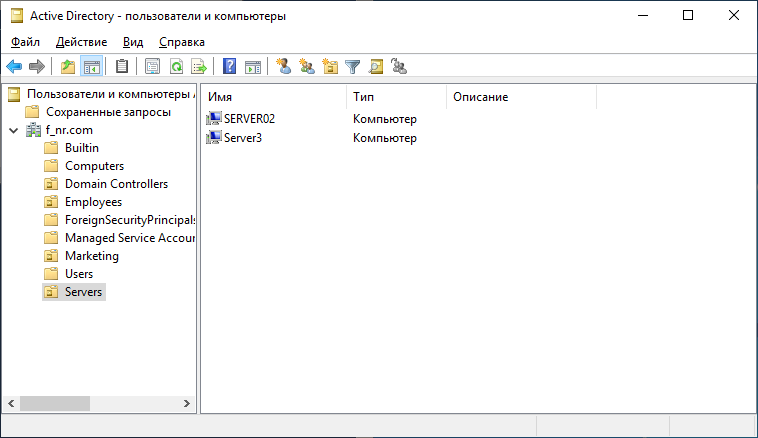 Active Directory - пользователи и компьютеры
Файл Действие Вид Справка
Пользователи и компьютеры
Сохраненные запросы
f_nr.com
Builtin
Computers
Domain Controllers
Employees
ForeignSecurityPrincipals
Managed Service Accour
Marketing
Users
Servers
Имя Тип Описание
SERVER02 Компьютер
Server3 Компьютер